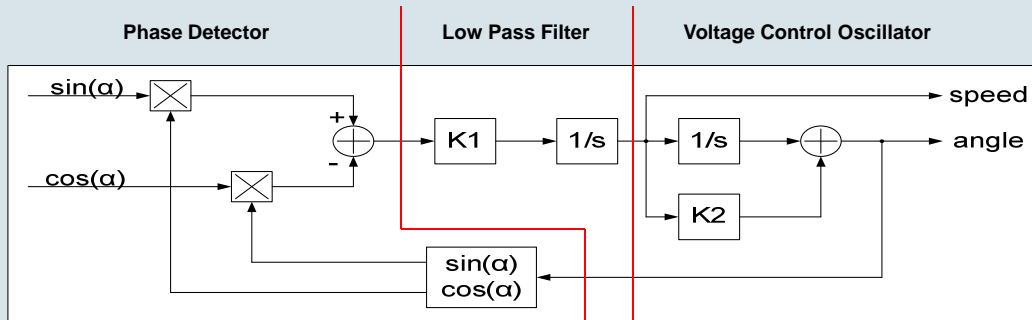 Phase Detector
Low Pass Filter
Voltage Control Oscillator
sin(α)
speed
+
K1
1/s
1/s
angle
-
cos(α)
K2
sin(α)
cos(α)